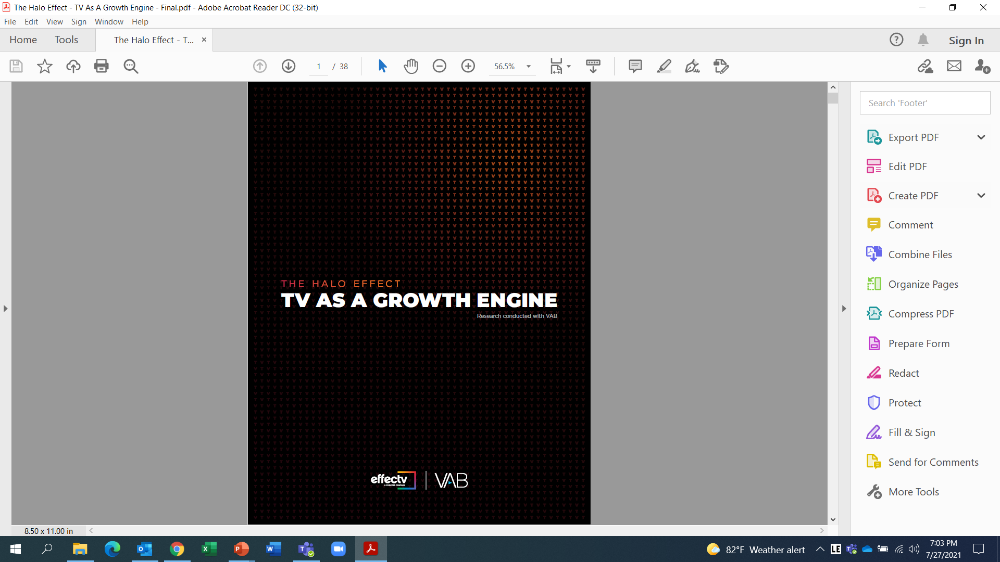 The Halo Effect - TV As A Growth Engine - Final.pdf - Adobe Acrobat Reader DC (32-bit)
File Edit View Sign Window Help
Home Tools The Halo Effect - T... Sign In
1 / 38 56.5%
Search 'Footer'
Export PDF
Edit PDF
Create PDF
Comment
Combine Files
Organize Pages
Compress PDF
Prepare Form
Redact
Protect
Fill & Sign
Send for Comments
More Tools
THE HALO EFFECT
TV AS A GROWTH ENGINE
Research conducted with VAB
effectv
A COMCAST COMPANY
VAB
8.50 x 11.00 in
82°F Weather alert
LE
7:03 PM
7/27/2021